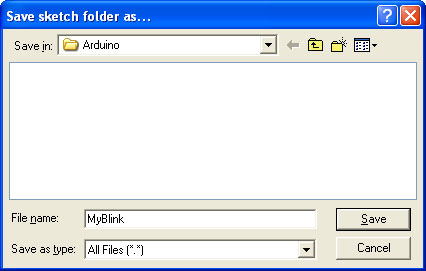 Save sketch folder as...
Save in: Arduino
File name: MyBlink Save
Save as type: All Files (*.*) Cancel